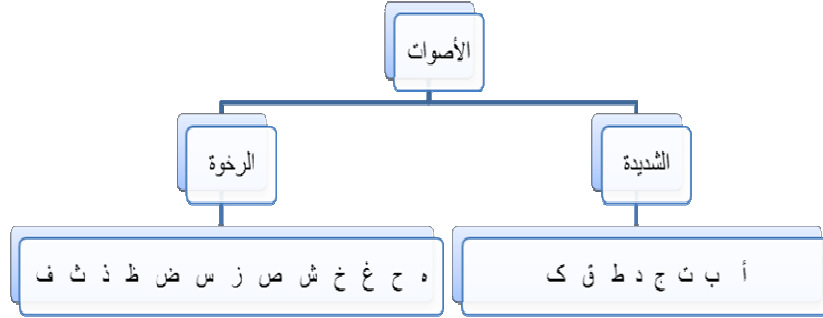 الأصوات
الشديدة
الرخوة
أ ب ت ج د ط ق ک
ه ح غ خ ش ص ز س ض ظ ذ ث ف